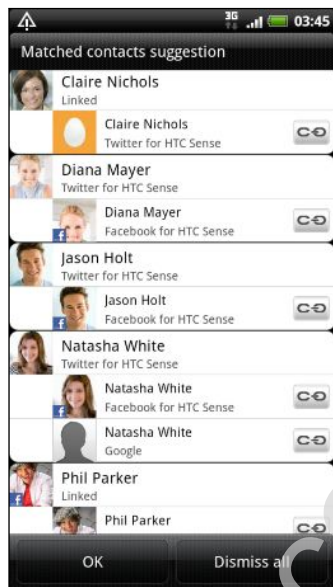 3G 03:45
Matched contacts suggestion
Claire Nichols
Linked
Claire Nichols
Twitter for HTC Sense
Diana Mayer
Twitter for HTC Sense
Diana Mayer
Facebook for HTC Sense
Jason Holt
Twitter for HTC Sense
Jason Holt
Facebook for HTC Sense
Natasha White
Twitter for HTC Sense
Natasha White
Facebook for HTC Sense
Natasha White
Google
Phil Parker
Linked
Phil Parker
OK Dismiss all